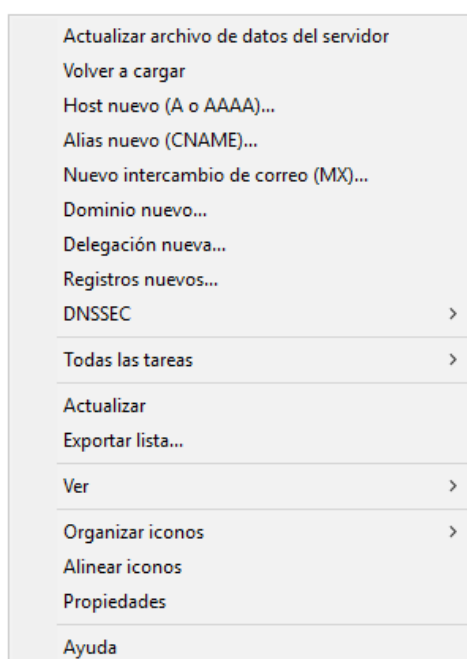 Actualizar archivo de datos del servidor
Volver a cargar
Host nuevo (A o AAAA)...
Alias nuevo (CNAME)...
Nuevo intercambio de correo (MX)...
Dominio nuevo...
Delegación nueva...
Registros nuevos...
DNSSEC
Todas las tareas
Actualizar
Exportar lista...
Ver
Organizar iconos
Alinear iconos
Propiedades
Ayuda